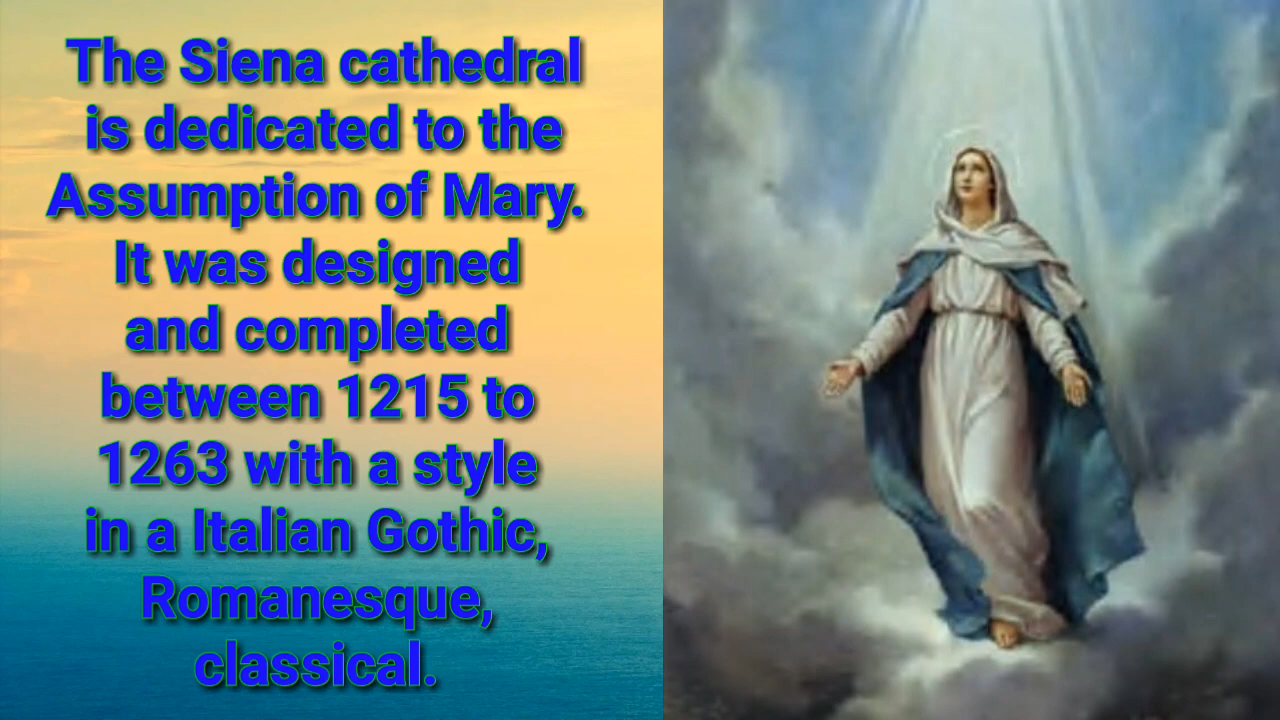 The Siena cathedral
is dedicated to the
Assumption of Mary.
It was designed
and completed
between 1215 to
1263 with a style
in a Italian Gothic,
Romanesque,
classical.